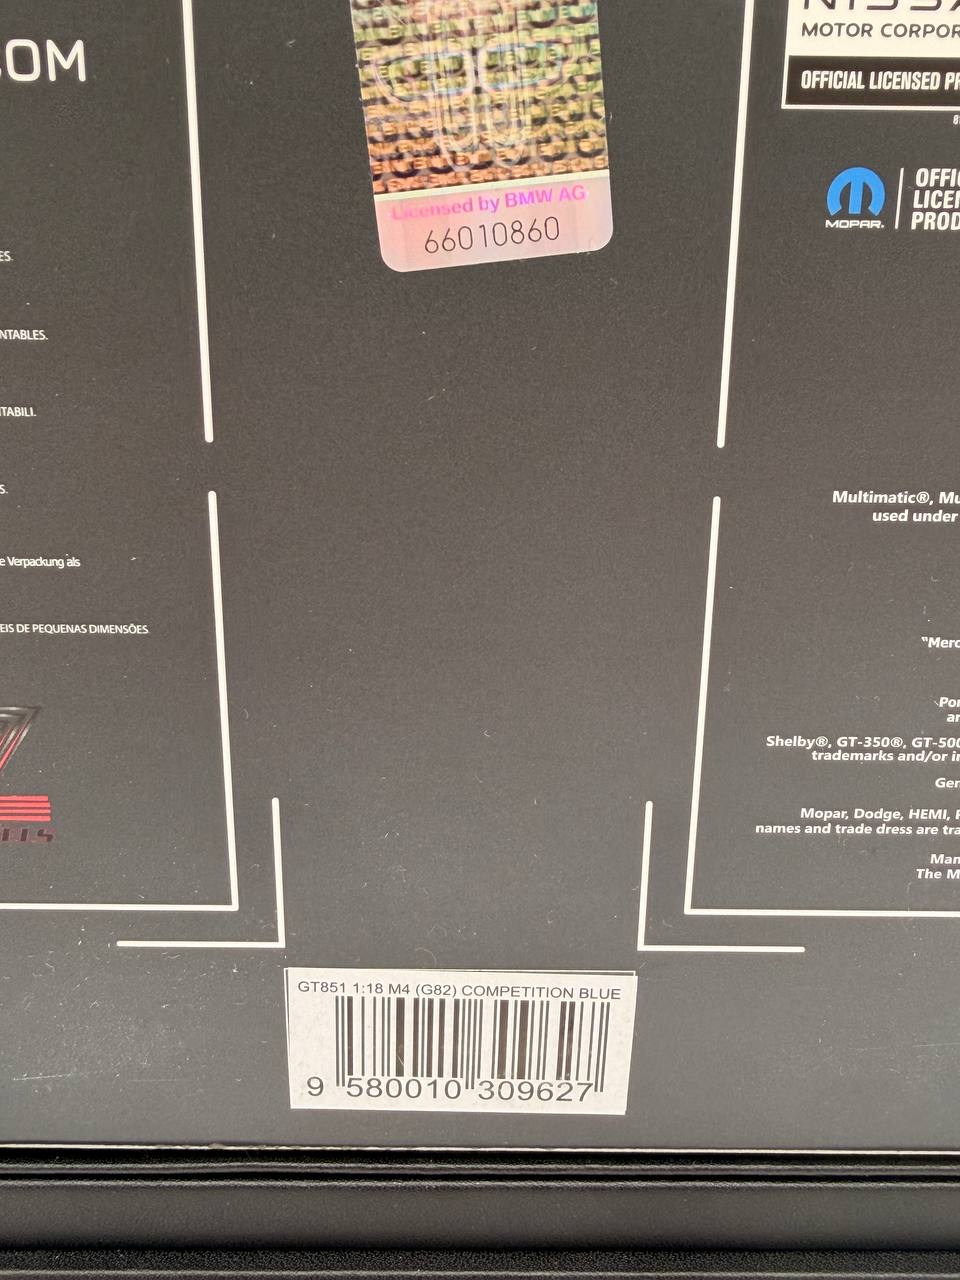 MOTOR CORPOR
OFFICIAL LICENSED PR
MOPAR.
OFFIC
LICEN
PROD
Licensed by BMW AG
66010860
ES.
NTABLES.
TABILI.
S.
e Verpackung als
EIS DE PEQUENAS DIMENSÕES
OM
Multimatic®, Mu
used under
"Merc
Por
an
Shelby®, GT-350®, GT-500
trademarks and/or in
Gen
Mopar, Dodge, HEMI, R
names and trade dress are tra
Man
The M
GT851 1:18 M4 (G82) COMPETITION BLUE
9 580010 309627